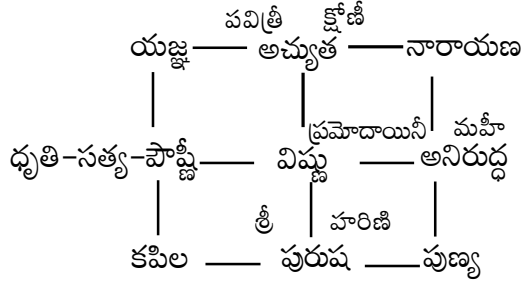 పవిత్రీ క్షోణీ
యజ్ఞ అచ్యుత నారాయణ
ప్రమోదాయినీ మహీ
ధృతి-సత్య-పౌష్ణీ విష్ణు అనిరుద్ధ
శ్రీ హరిణి
కపిల పురుష పుణ్య